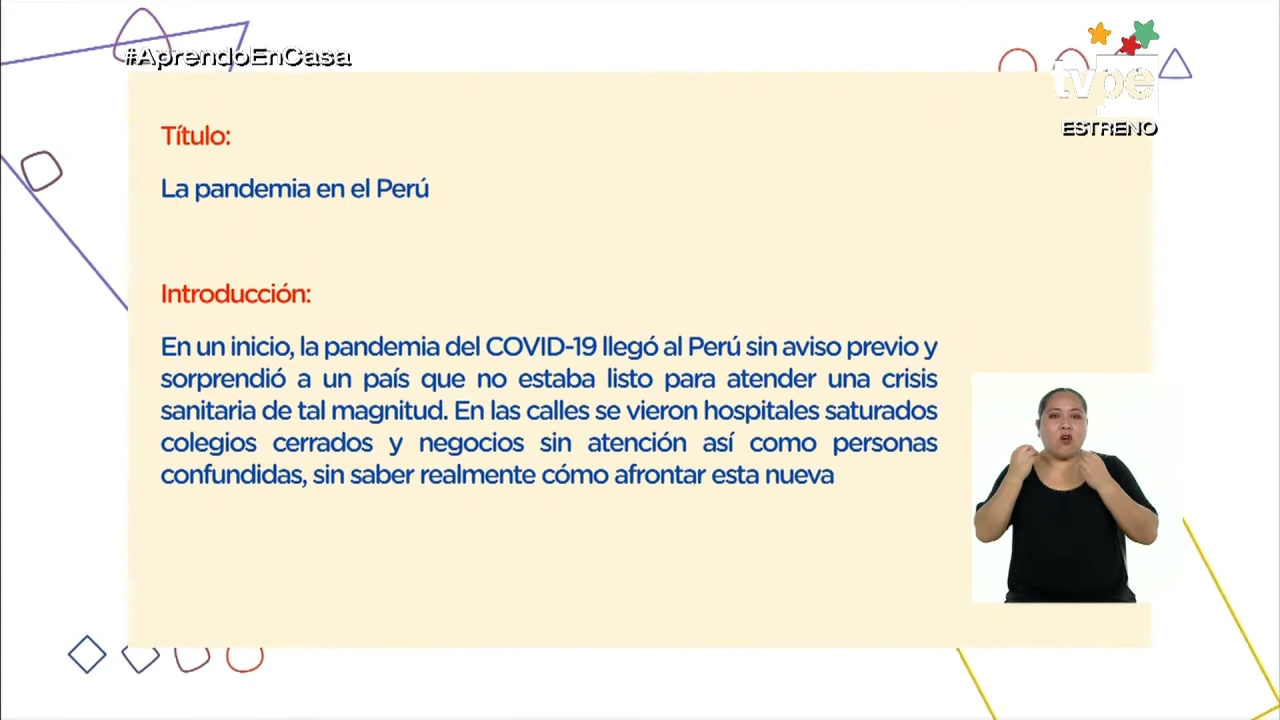 #AprendoEnCasa
tvpe
ESTRENO
Título:
La pandemia en el Perú
Introducción:
En un inicio, la pandemia del COVID-19 llegó al Perú sin aviso previo y
sorprendió a un país que no estaba listo para atender una crisis
sanitaria de tal magnitud. En las calles se vieron hospitales saturados
colegios cerrados y negocios sin atención así como personas
confundidas, sin saber realmente cómo afrontar esta nueva